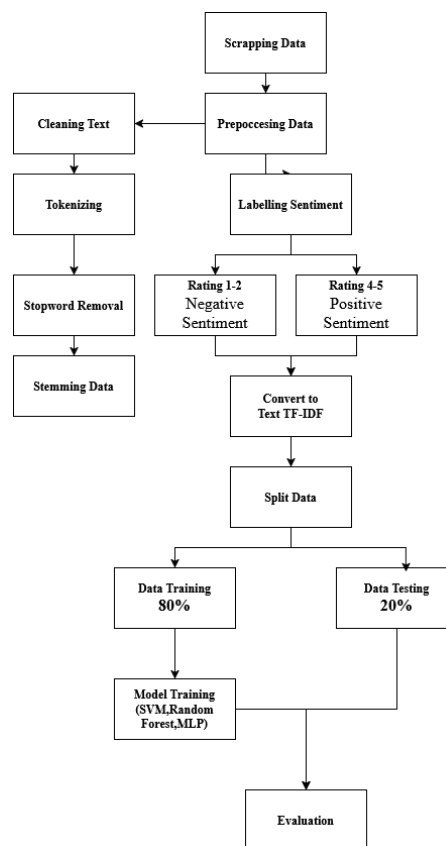 Scrapping Data
Cleaning Text
Prepoccesing Data
Tokenizing
Labelling Sentiment
Stopword Removal
Rating 1-2
Negative
Sentiment
Rating 4-5
Positive
Sentiment
Stemming Data
Convert to
Text TF-IDF
Split Data
Data Training
80%
Data Testing
20%
Model Training
(SVM,Random
Forest,MLP)
Evaluation